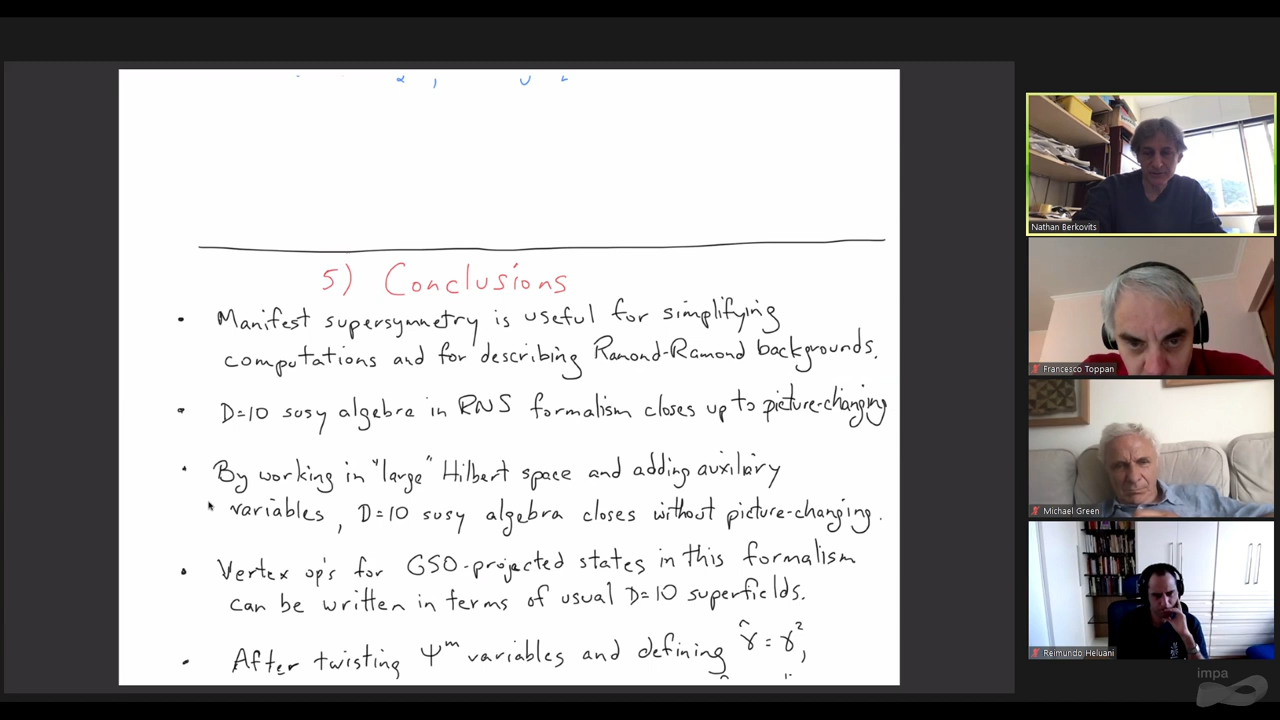 5) Conclusions
• Manifest supersymmetry is useful for simplifying
computations and for describing Ramond-Ramond backgrounds.
• D=10 susy algebra in RNS formalism closes up to picture-changing
• By working in "large" Hilbert space and adding auxiliary
variables, D=10 susy algebra closes without picture-changing.
• Vertex op's for GSO-projected states in this formalism
can be written in terms of usual D=10 superfields.
• After twisting Ψᵐ variables and defining γ̂ = γ²,
Nathan Berkovits
Francesco Toppan
Michael Green
Reimundo Heluani
impa